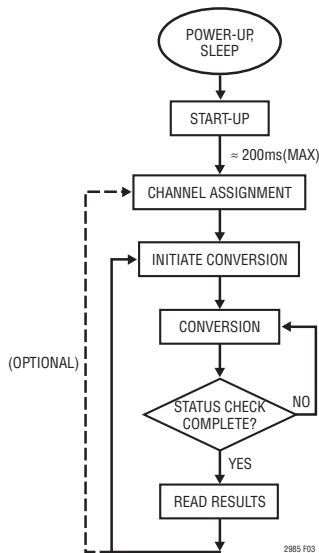 POWER-UP,
SLEEP
START-UP
≈ 200ms(MAX)
CHANNEL ASSIGNMENT
INITIATE CONVERSION
CONVERSION
(OPTIONAL)
STATUS CHECK
COMPLETE?
NO
YES
READ RESULTS
2985 F03